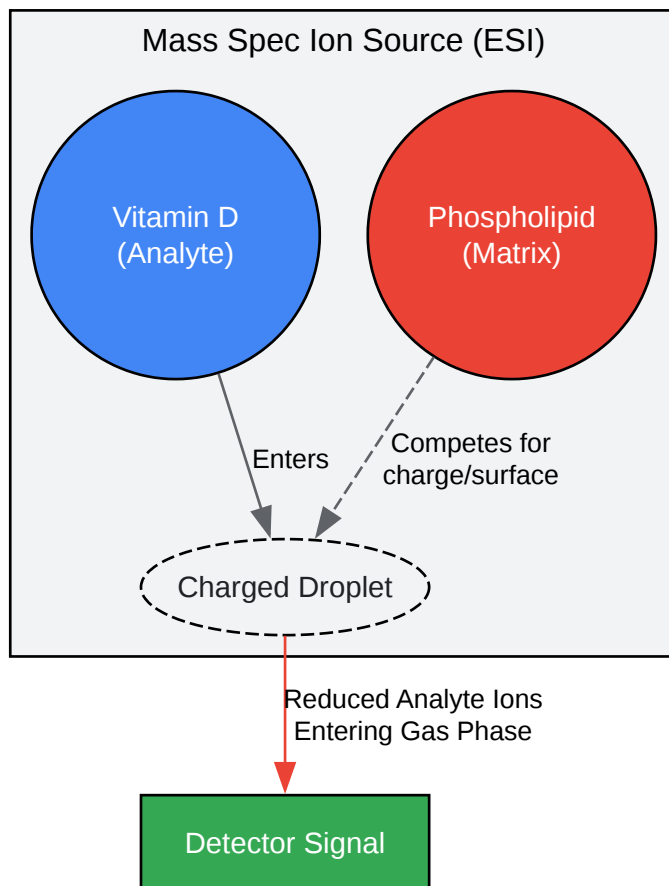 Mass Spec Ion Source (ESI)
Vitamin D
(Analyte)
Phospholipid
(Matrix)
Enters
Competes for
charge/surface
Charged Droplet
Reduced Analyte Ions
Entering Gas Phase
Detector Signal